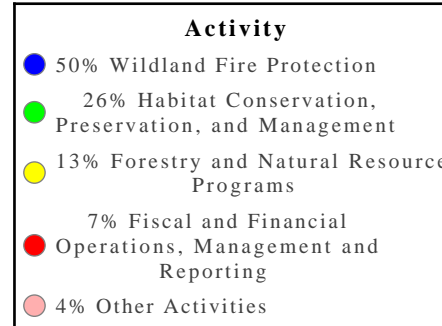 Activity
50% Wildland Fire Protection
26% Habitat Conservation,
Preservation, and Management
13% Forestry and Natural Resource
Programs
7% Fiscal and Financial
Operations, Management and
Reporting
4% Other Activities